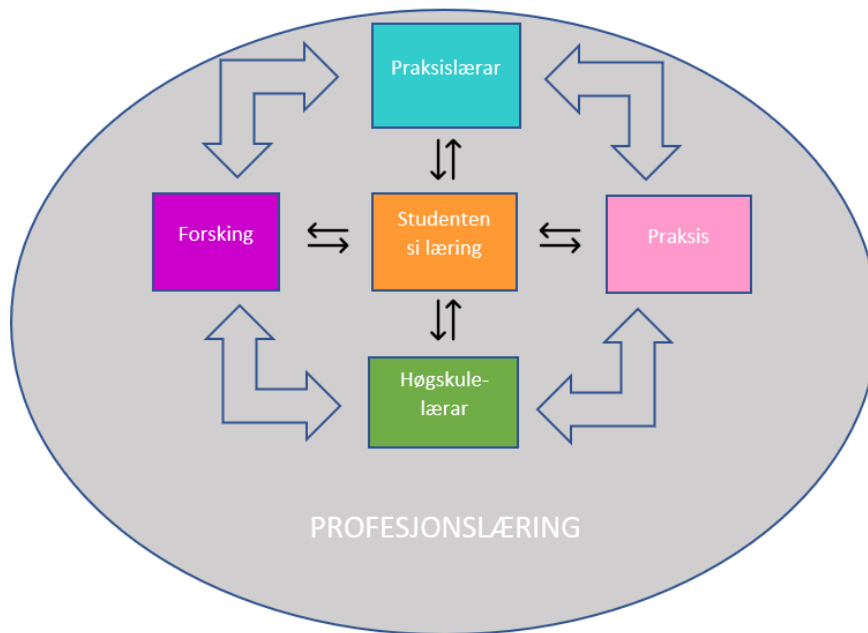 Praksislærar
Forsking
Studenten
si læring
Praksis
Høgskule-
lærar
PROFESJONSLÆRING